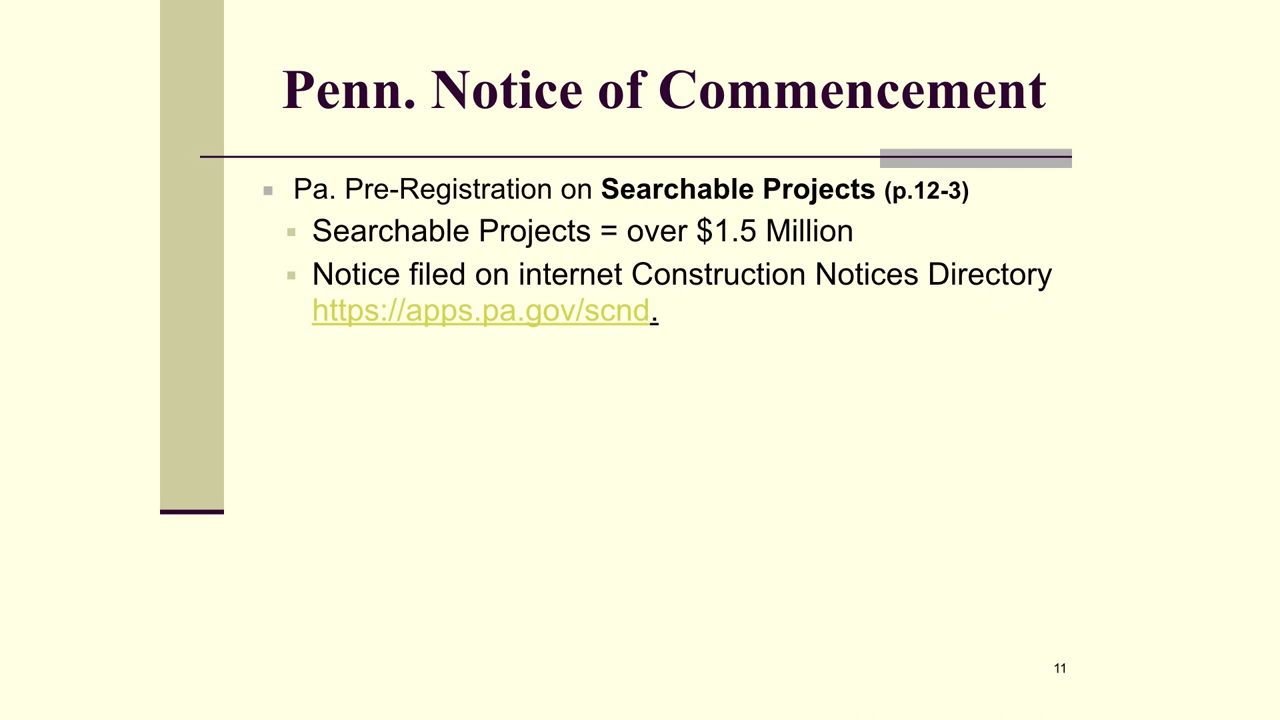 Penn. Notice of Commencement
Pa. Pre-Registration on Searchable Projects (p.12-3)
Searchable Projects = over $1.5 Million
Notice filed on internet Construction Notices Directory
https://apps.pa.gov/scnd.
11